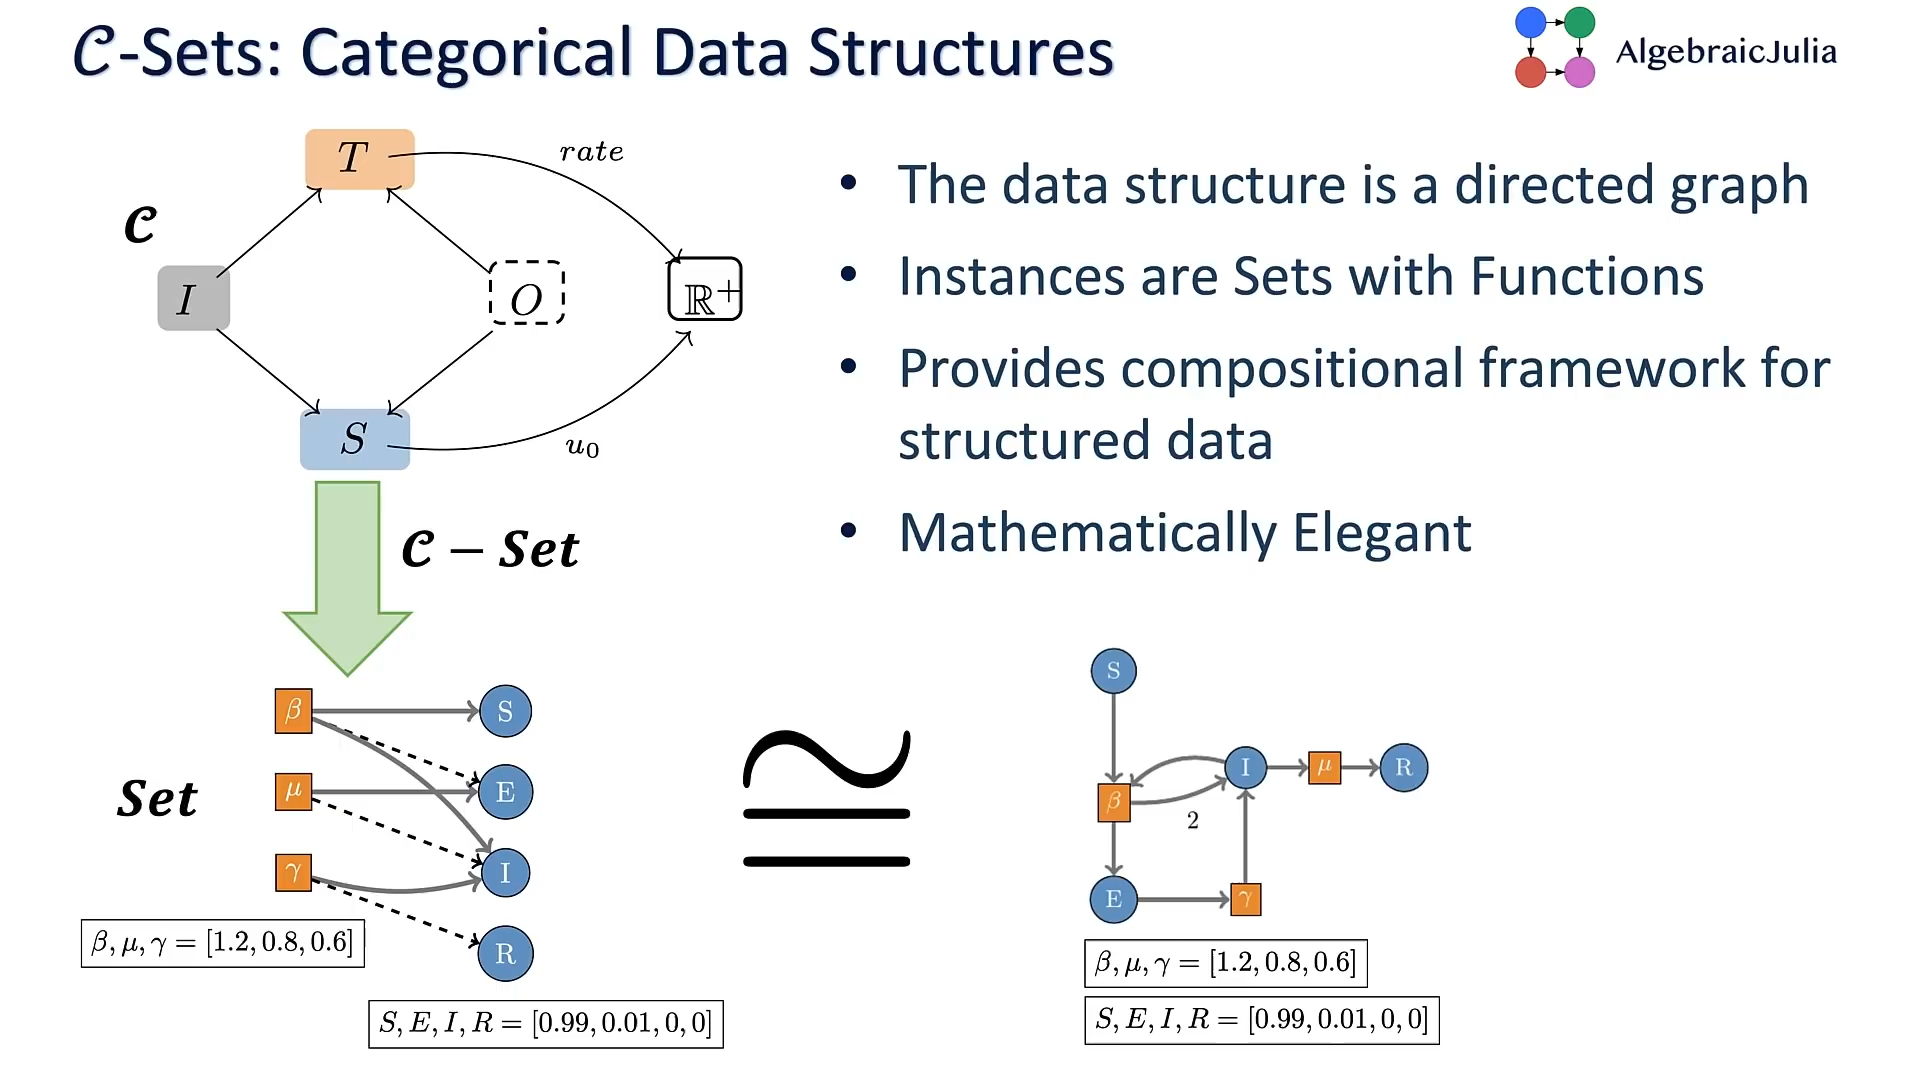 𝒞-Sets: Categorical Data Structures
AlgebraicJulia
T
rate
𝒞
I
O
ℝ⁺
S
u₀
• The data structure is a directed graph
• Instances are Sets with Functions
• Provides compositional framework for
structured data
• Mathematically Elegant
𝒞 − Set
β
S
μ
E
γ
I
R
Set
β, μ, γ = [1.2, 0.8, 0.6]
S, E, I, R = [0.99, 0.01, 0, 0]
≅
S
I
μ
R
β
2
E
γ
β, μ, γ = [1.2, 0.8, 0.6]
S, E, I, R = [0.99, 0.01, 0, 0]